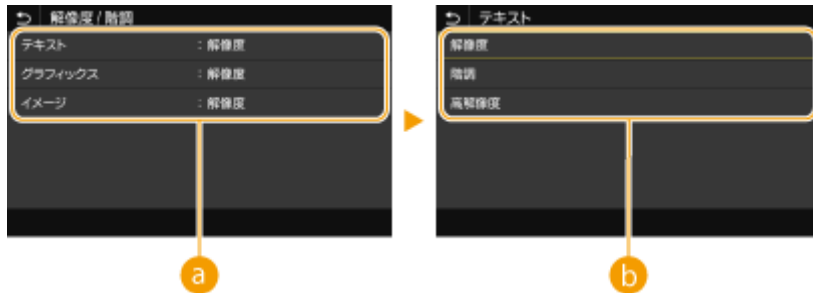 解像度/階調
テキスト :解像度
グラフィックス :解像度
イメージ :解像度
a
テキスト
解像度
階調
高解像度
b